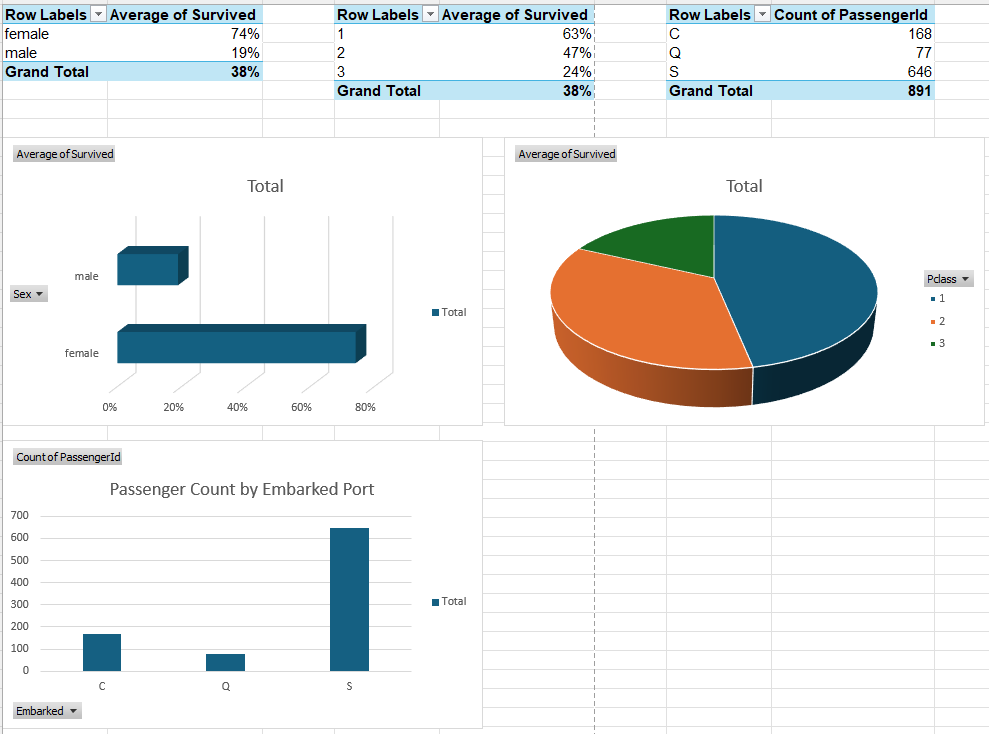 Row Labels Average of Survived
female 74%
male 19%
Grand Total 38%
Row Labels Average of Survived
1 63%
2 47%
3 24%
Grand Total 38%
Row Labels Count of PassengerId
C 168
Q 77
S 646
Grand Total 891
Average of Survived
Total
male
female
Sex
Total
0% 20% 40% 60% 80%
Average of Survived
Total
Pclass
1
2
3
Count of PassengerId
Passenger Count by Embarked Port
700
600
500
400
300
200
100
0
C Q S
Total
Embarked